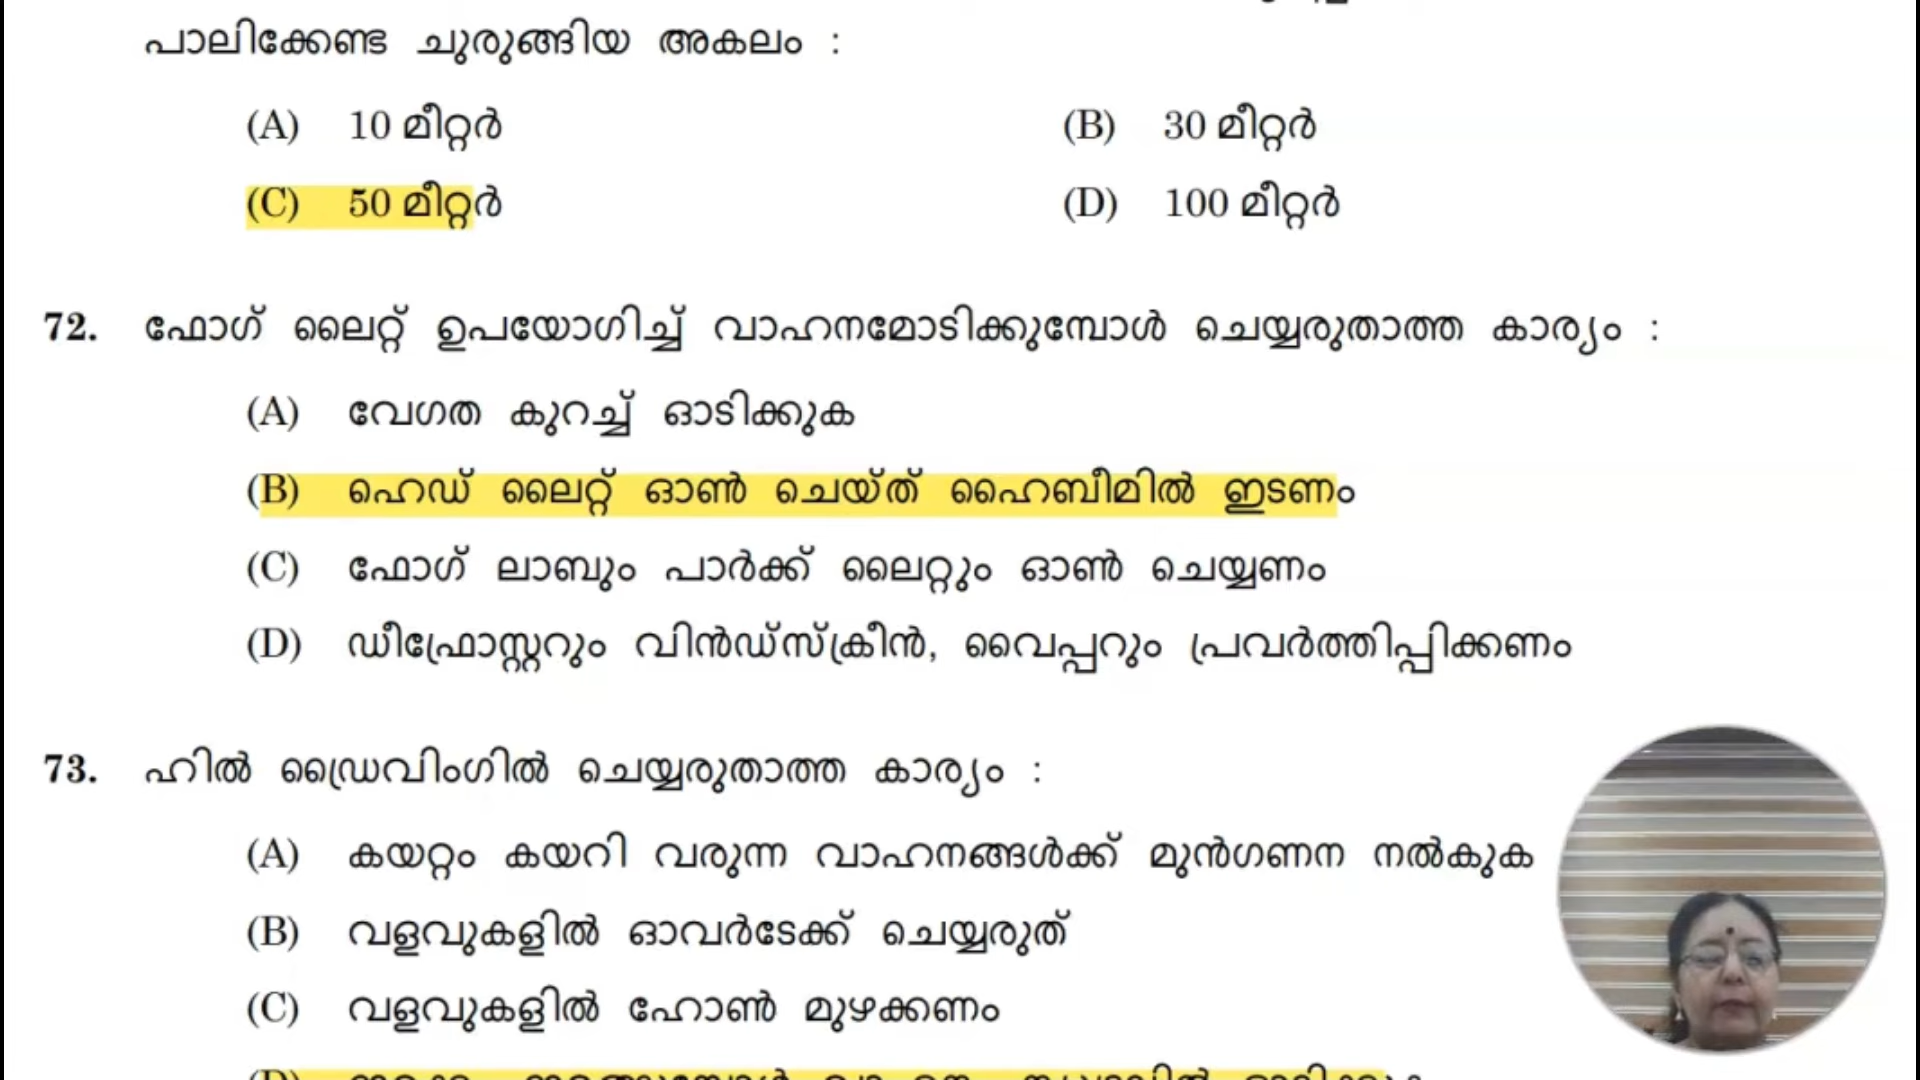 പാലിക്കേണ്ട ചുരുങ്ങിയ അകലം :
(A) 10 മീറ്റർ (B) 30 മീറ്റർ
(C) 50 മീറ്റർ (D) 100 മീറ്റർ
72. ഫോഗ് ലൈറ്റ് ഉപയോഗിച്ച് വാഹനമോടിക്കുമ്പോൾ ചെയ്യരുതാത്ത കാര്യം :
(A) വേഗത കുറച്ച് ഓടിക്കുക
(B) ഹെഡ് ലൈറ്റ് ഓൺ ചെയ്ത് ഹൈബീമിൽ ഇടണം
(C) ഫോഗ് ലാബും പാർക്ക് ലൈറ്റും ഓൺ ചെയ്യണം
(D) ഡീഫ്രോസ്റ്ററും വിൻഡ്സ്ക്രീൻ, വൈപ്പറും പ്രവർത്തിപ്പിക്കണം
73. ഹിൽ ഡ്രൈവിംഗിൽ ചെയ്യരുതാത്ത കാര്യം :
(A) കയറ്റം കയറി വരുന്ന വാഹനങ്ങൾക്ക് മുൻഗണന നൽകുക
(B) വളവുകളിൽ ഓവർടേക്ക് ചെയ്യരുത്
(C) വളവുകളിൽ ഹോൺ മുഴക്കണം
(D)